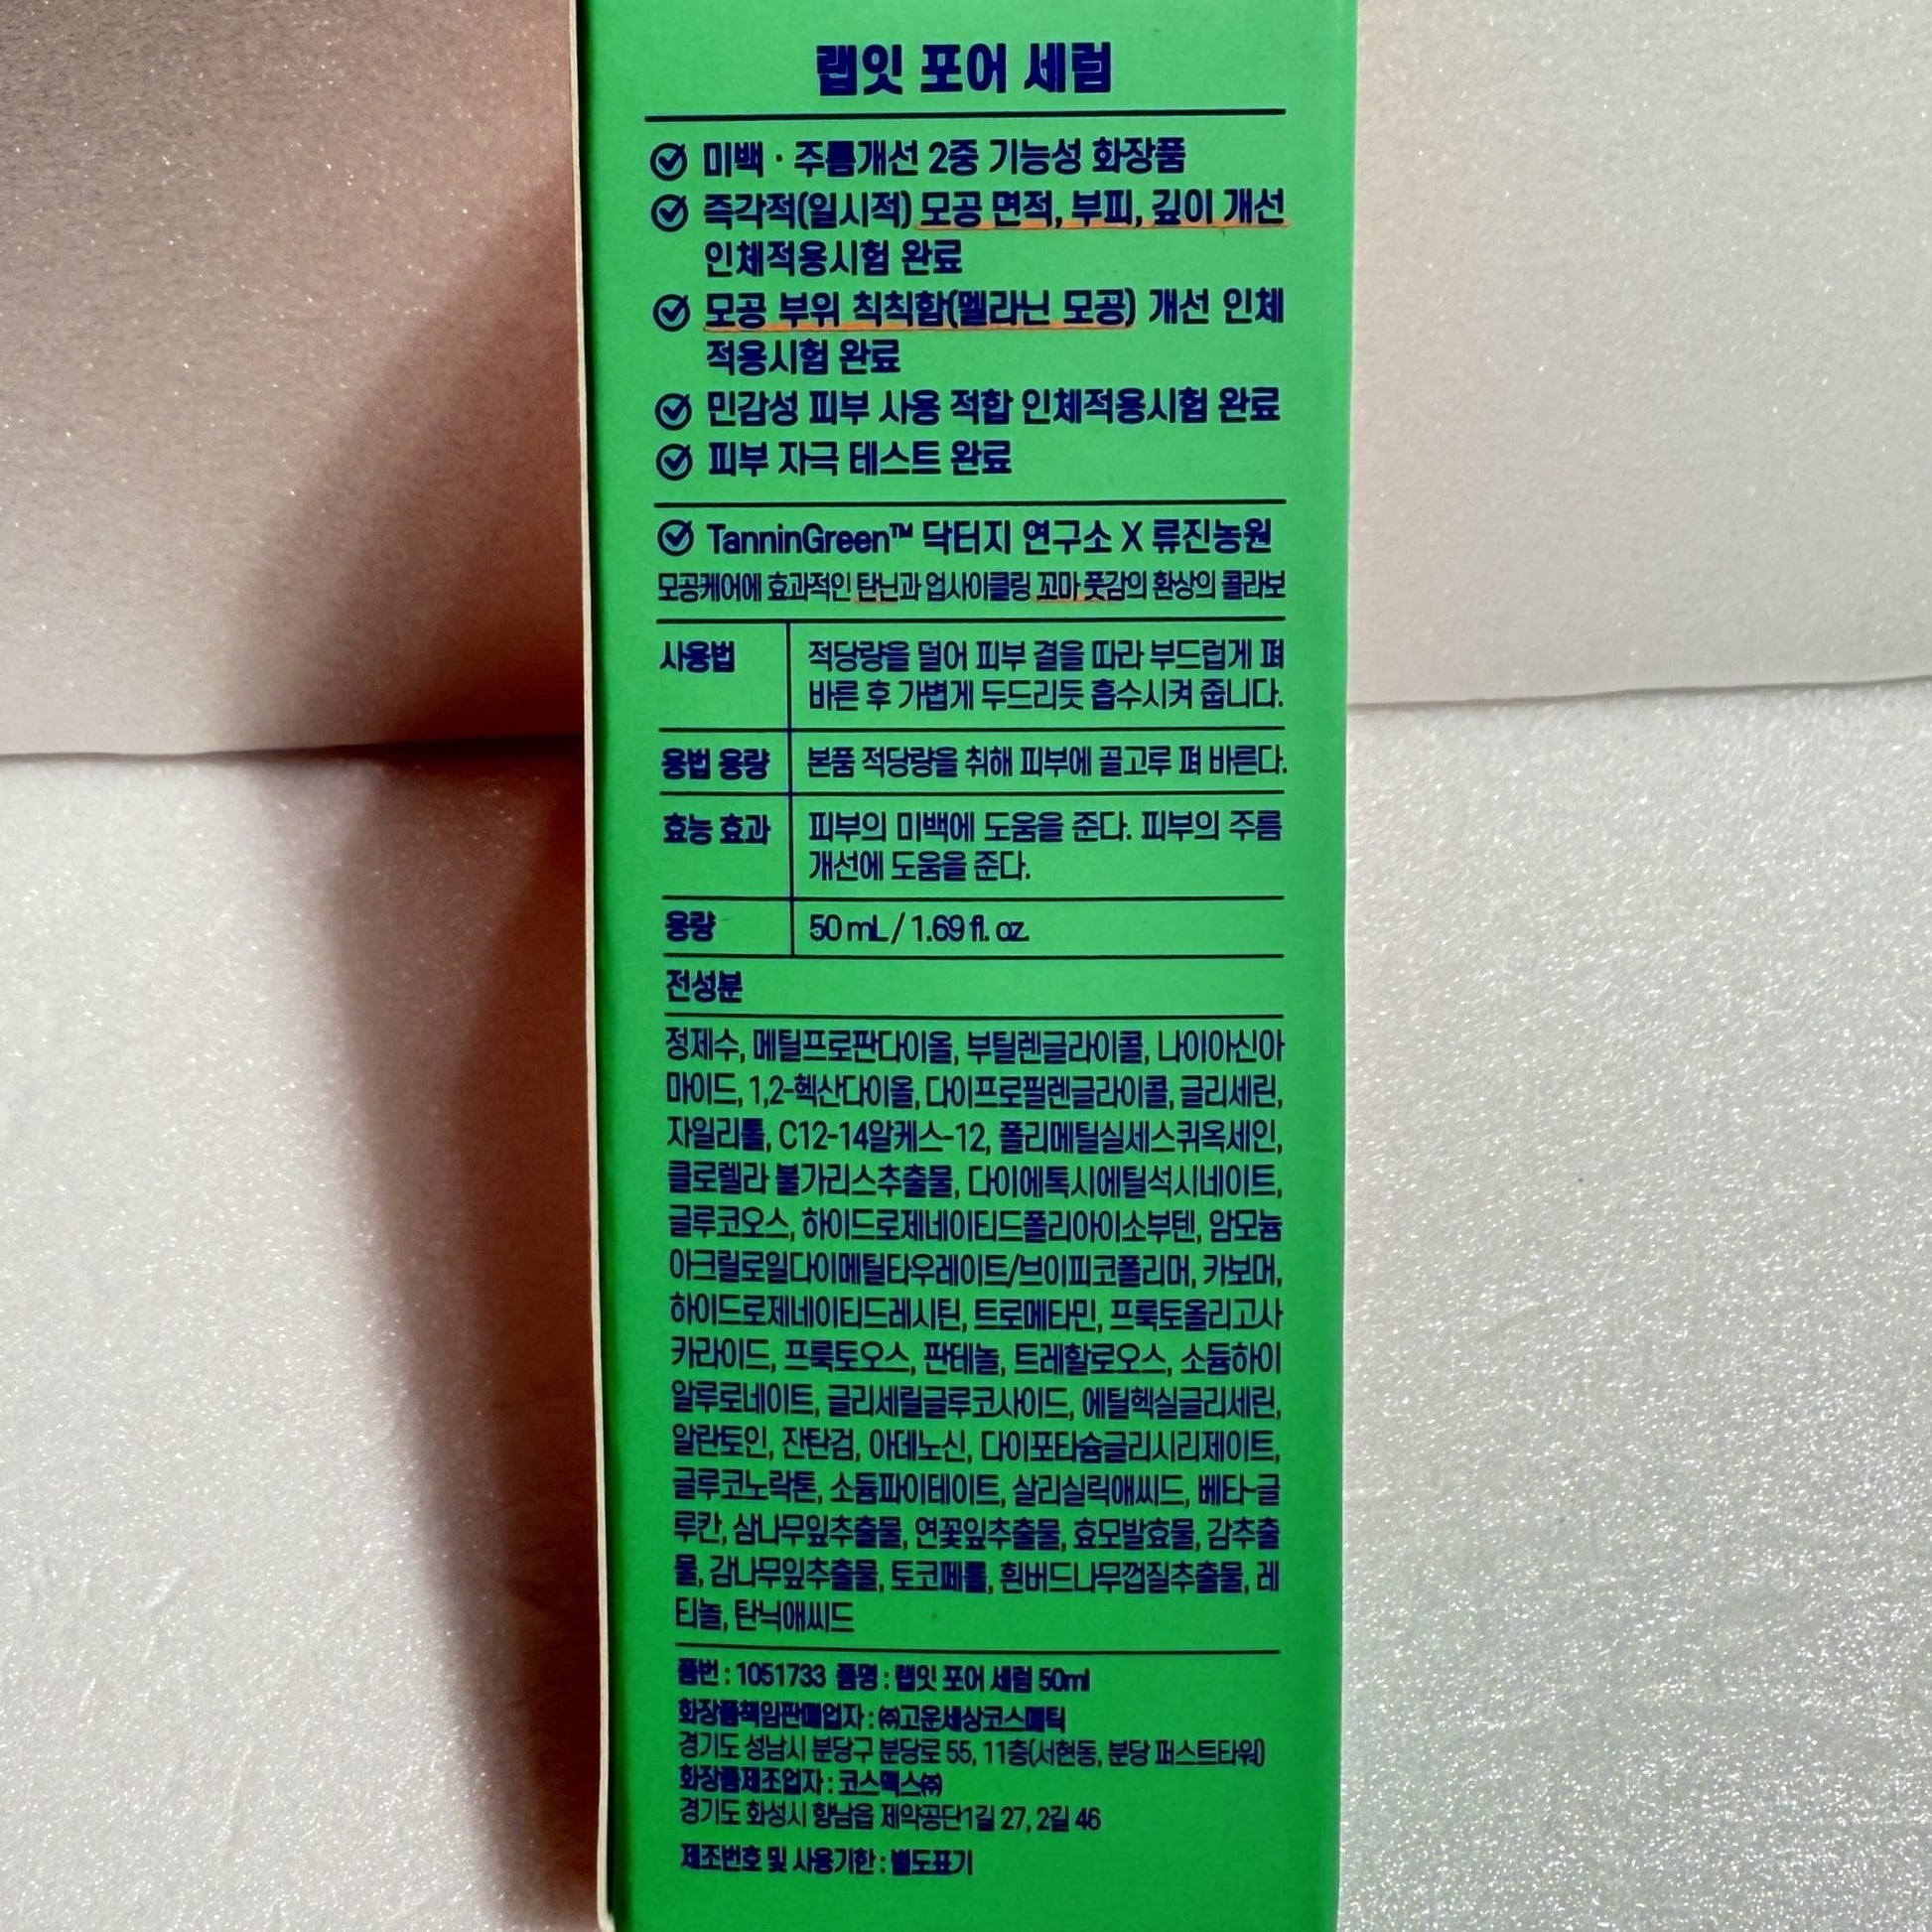 랩잇 포어 세럼
미백 · 주름개선 2중 기능성 화장품
즉각적(일시적) 모공 면적, 부피, 깊이 개선
인체적용시험 완료
모공 부위 칙칙함(멜라닌 모공) 개선 인체
적용시험 완료
민감성 피부 사용 적합 인체적용시험 완료
피부 자극 테스트 완료
TanninGreen™ 닥터지 연구소 X 류진농원
모공케어에 효과적인 탄닌과 업사이클링 꼬마 풋감의 환상의 콜라보
사용법 적당량을 덜어 피부 결을 따라 부드럽게 펴
바른 후 가볍게 두드리듯 흡수시켜 줍니다.
용법 용량 본품 적당량을 취해 피부에 골고루 펴 바른다.
효능 효과 피부의 미백에 도움을 준다. 피부의 주름
개선에 도움을 준다.
용량 50 mL / 1.69 fl. oz.
전성분
정제수, 메틸프로판다이올, 부틸렌글라이콜, 나이아신아
마이드, 1,2-헥산다이올, 다이프로필렌글라이콜, 글리세린,
자일리톨, C12-14알케스-12, 폴리메틸실세스퀴옥세인,
클로렐라 불가리스추출물, 다이에톡시에틸석시네이트,
글루코오스, 하이드로제네이티드폴리아이소부텐, 암모늄
아크릴로일다이메틸타우레이트/브이피코폴리머, 카보머,
하이드로제네이티드레시틴, 트로메타민, 프룩토올리고사
카라이드, 프룩토오스, 판테놀, 트레할로오스, 소듐하이
알루로네이트, 글리세릴글루코사이드, 에틸헥실글리세린,
알란토인, 잔탄검, 아데노신, 다이포타슘글리시리제이트,
글루코노락톤, 소듐파이테이트, 살리실릭애씨드, 베타-글
루칸, 삼나무잎추출물, 연꽃잎추출물, 효모발효물, 감추출
물, 감나무잎추출물, 토코페롤, 흰버드나무껍질추출물, 레
티놀, 탄닉애씨드
품번 : 1051733 품명 : 랩잇 포어 세럼 50ml
화장품책임판매업자 : ㈜고운세상코스메틱
경기도 성남시 분당구 분당로 55, 11층(서현동, 분당 퍼스트타워)
화장품제조업자 : 코스맥스㈜
경기도 화성시 향남읍 제약공단1길 27, 2길 46
제조번호 및 사용기한 : 별도표기